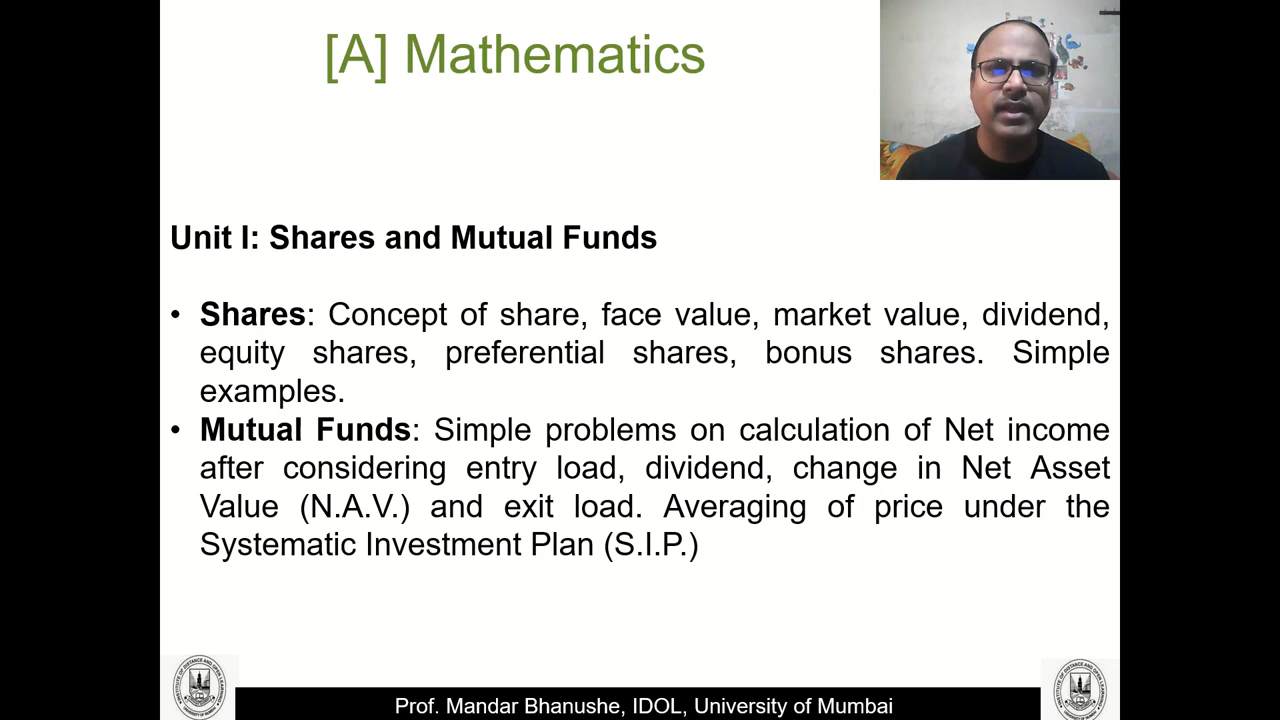 [A] Mathematics
Unit I: Shares and Mutual Funds
• Shares: Concept of share, face value, market value, dividend,
equity shares, preferential shares, bonus shares. Simple
examples.
• Mutual Funds: Simple problems on calculation of Net income
after considering entry load, dividend, change in Net Asset
Value (N.A.V.) and exit load. Averaging of price under the
Systematic Investment Plan (S.I.P.)
Prof. Mandar Bhanushe, IDOL, University of Mumbai